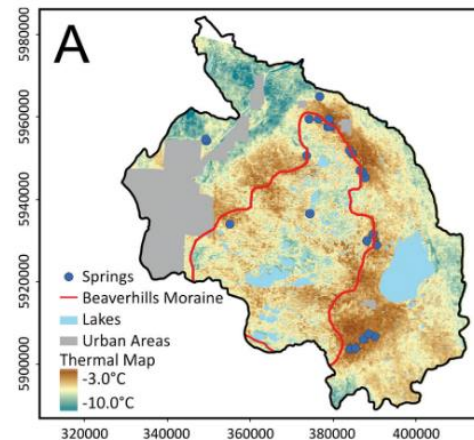 A
5980000
5960000
5940000
5920000
5900000
Springs
Beaverhills Moraine
Lakes
Urban Areas
Thermal Map
-3.0°C
-10.0°C
320000 340000 360000 380000 400000